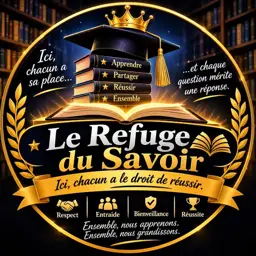 Ici,
chacun a
sa place...
Apprendre
Partager
Réussir
Ensemble
...et chaque
question mérite
une réponse.
Le Refuge
du Savoir
Ici, chacun a le droit de réussir.
Respect
Entraide
Bienveillance
Réussite
Ensemble, nous apprenons.
Ensemble, nous grandissons.